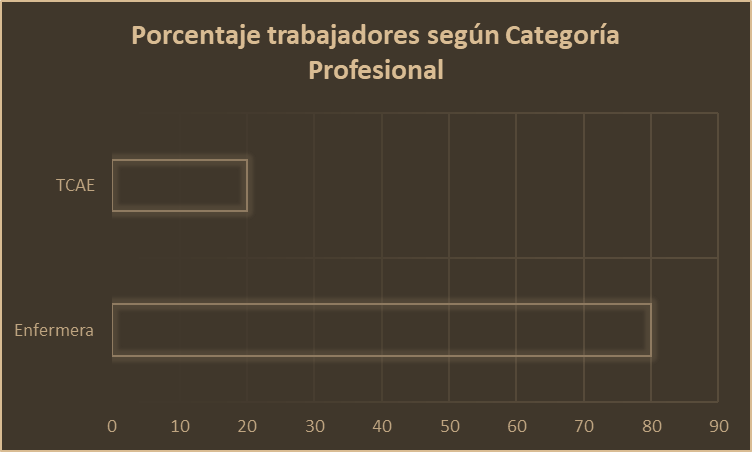 Porcentaje trabajadores según Categoría
Profesional
TCAE
Enfermera
0 10 20 30 40 50 60 70 80 90